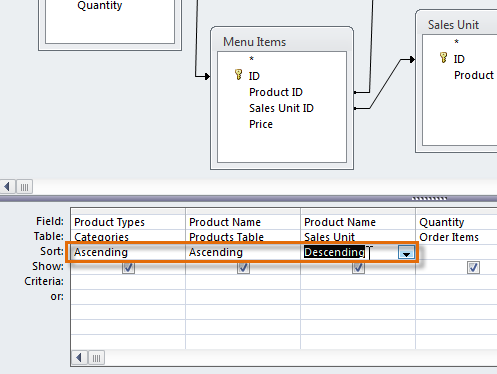 Quantity
Menu Items
*
ID
Product ID
Sales Unit ID
Price
Sales Unit
*
ID
Product
Field: Product Types Product Name Product Name Quantity
Table: Categories Products Table Sales Unit Order Items
Sort: Ascending Ascending Descending
Show:
Criteria:
or: